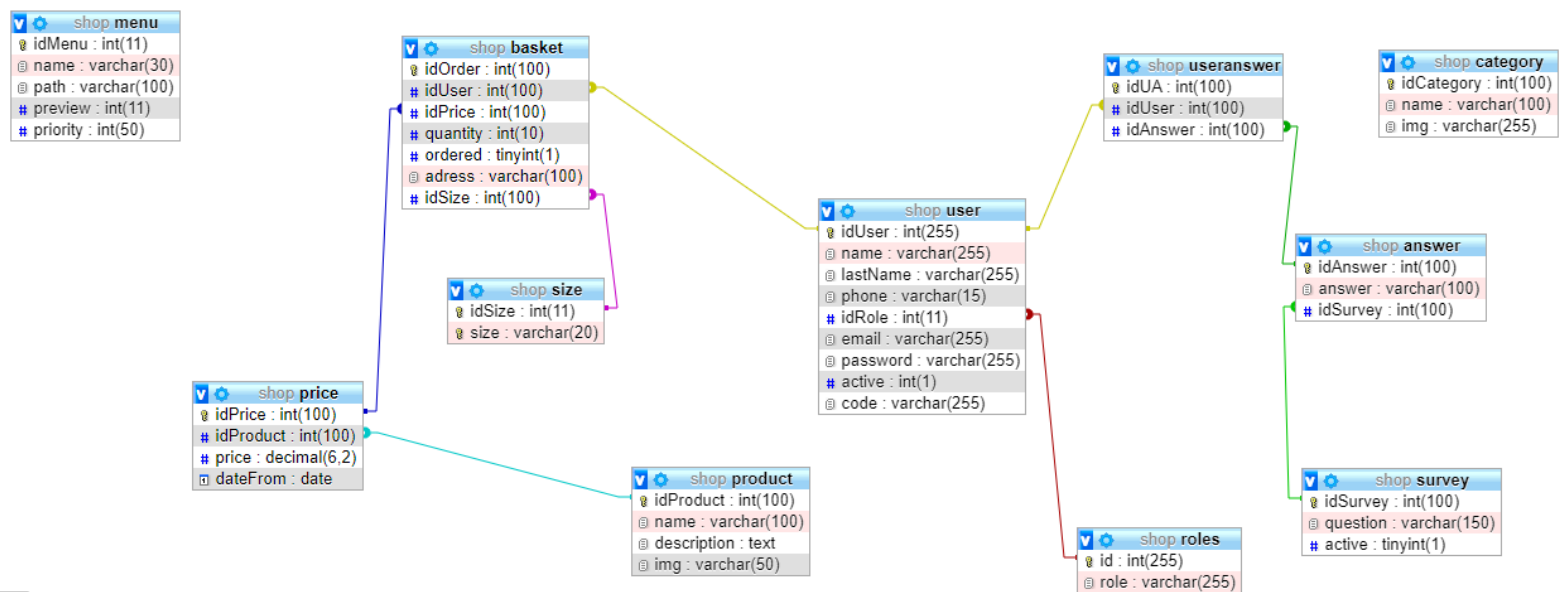 shop menu
idMenu : int(11)
name : varchar(30)
path : varchar(100)
preview : int(11)
priority : int(50)
shop basket
idOrder : int(100)
idUser : int(100)
idPrice : int(100)
quantity : int(10)
ordered : tinyint(1)
adress : varchar(100)
idSize : int(100)
shop useranswer
idUA : int(100)
idUser : int(100)
idAnswer : int(100)
shop category
idCategory : int(100)
name : varchar(100)
img : varchar(255)
shop user
idUser : int(255)
name : varchar(255)
lastName : varchar(255)
phone : varchar(15)
idRole : int(11)
email : varchar(255)
password : varchar(255)
active : int(1)
code : varchar(255)
shop answer
idAnswer : int(100)
answer : varchar(100)
idSurvey : int(100)
shop size
idSize : int(11)
size : varchar(20)
shop price
idPrice : int(100)
idProduct : int(100)
price : decimal(6,2)
dateFrom : date
shop product
idProduct : int(100)
name : varchar(100)
description : text
img : varchar(50)
shop survey
idSurvey : int(100)
question : varchar(150)
active : tinyint(1)
shop roles
id : int(255)
role : varchar(255)